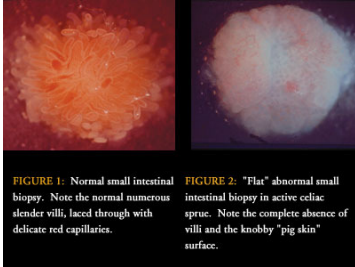 FIGURE 1: Normal small intestinal
biopsy. Note the normal numerous
slender villi, laced through with
delicate red capillaries.
FIGURE 2: "Flat" abnormal small
intestinal biopsy in active celiac
sprue. Note the complete absence of
villi and the knobby "pig skin"
surface.